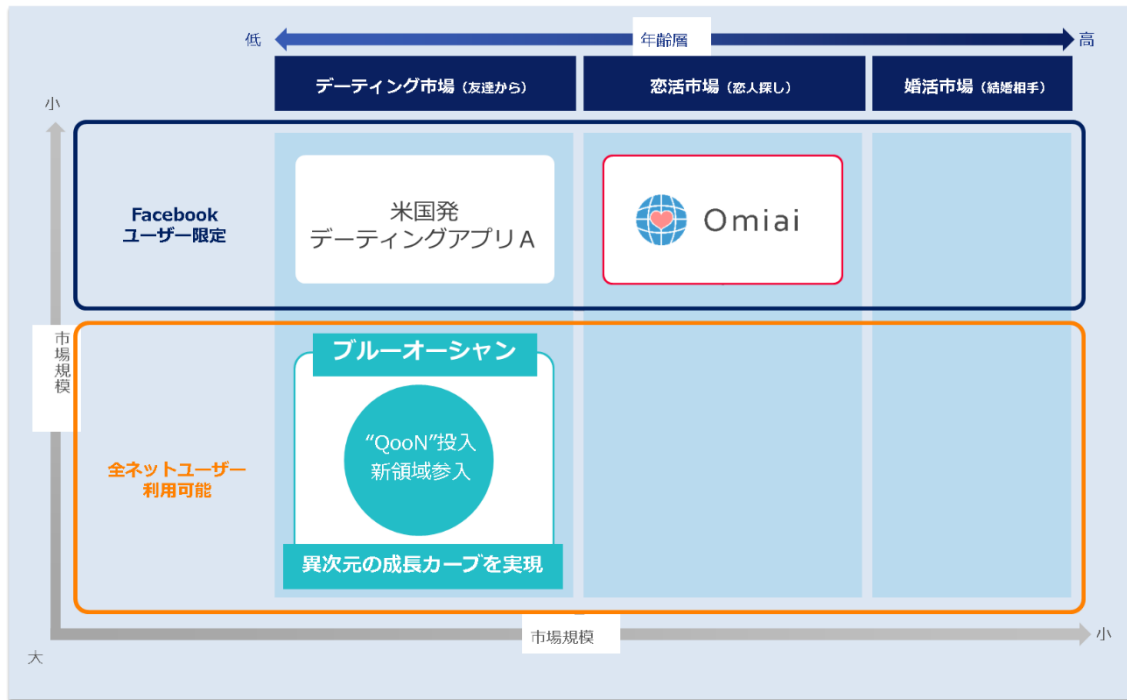 低
年齢層
高
デーティング市場（友達から）
恋活市場（恋人探し）
婚活市場（結婚相手）
小
Facebook
ユーザー限定
米国発
デーティングアプリA
Omiai
市場規模
ブルーオーシャン
“QooN”投入
新領域参入
全ネットユーザー
利用可能
異次元の成長カーブを実現
市場規模
小
大